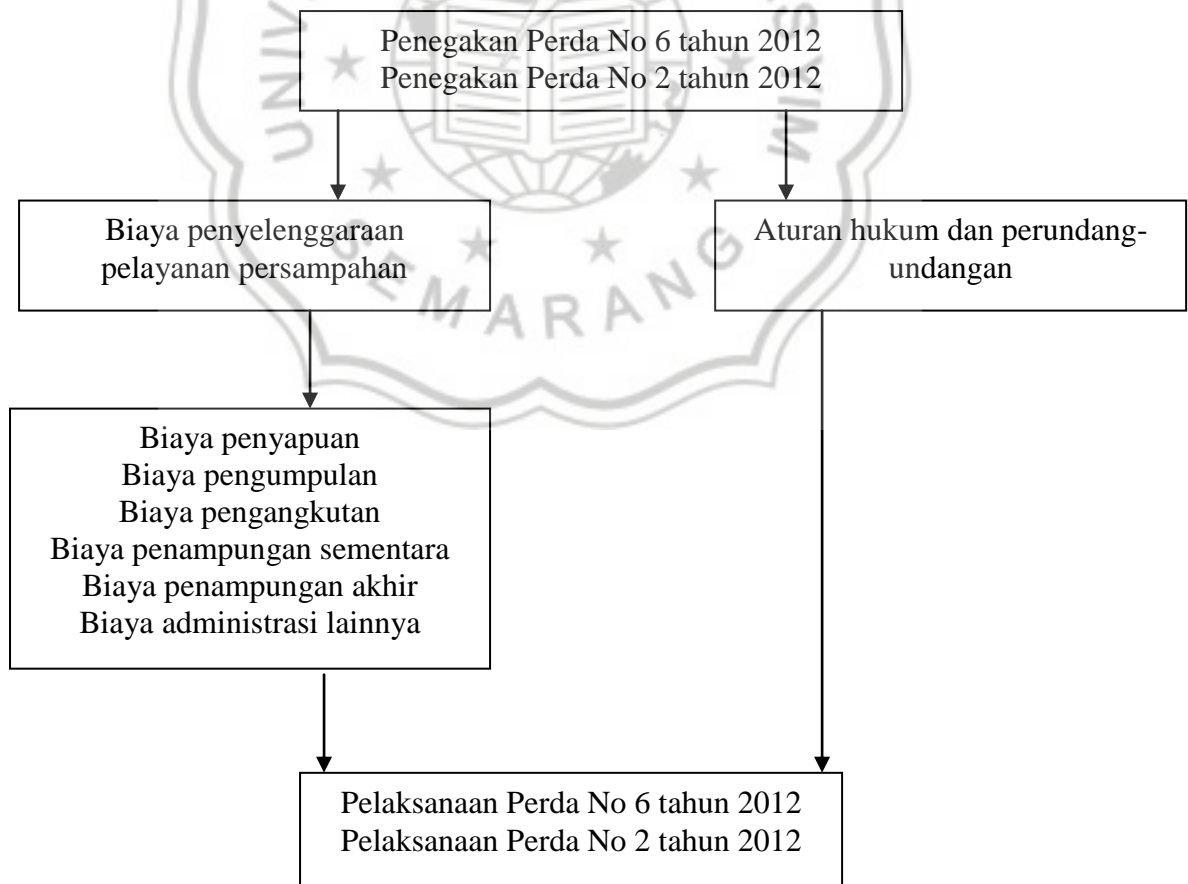 Penegakan Perda No 6 tahun 2012
Penegakan Perda No 2 tahun 2012
Biaya penyelenggaraan
pelayanan persampahan
Aturan hukum dan perundang-
undangan
SEMARANG
Biaya penyapuan
Biaya pengumpulan
Biaya pengangkutan
Biaya penampungan sementara
Biaya penampungan akhir
Biaya administrasi lainnya
Pelaksanaan Perda No 6 tahun 2012
Pelaksanaan Perda No 2 tahun 2012